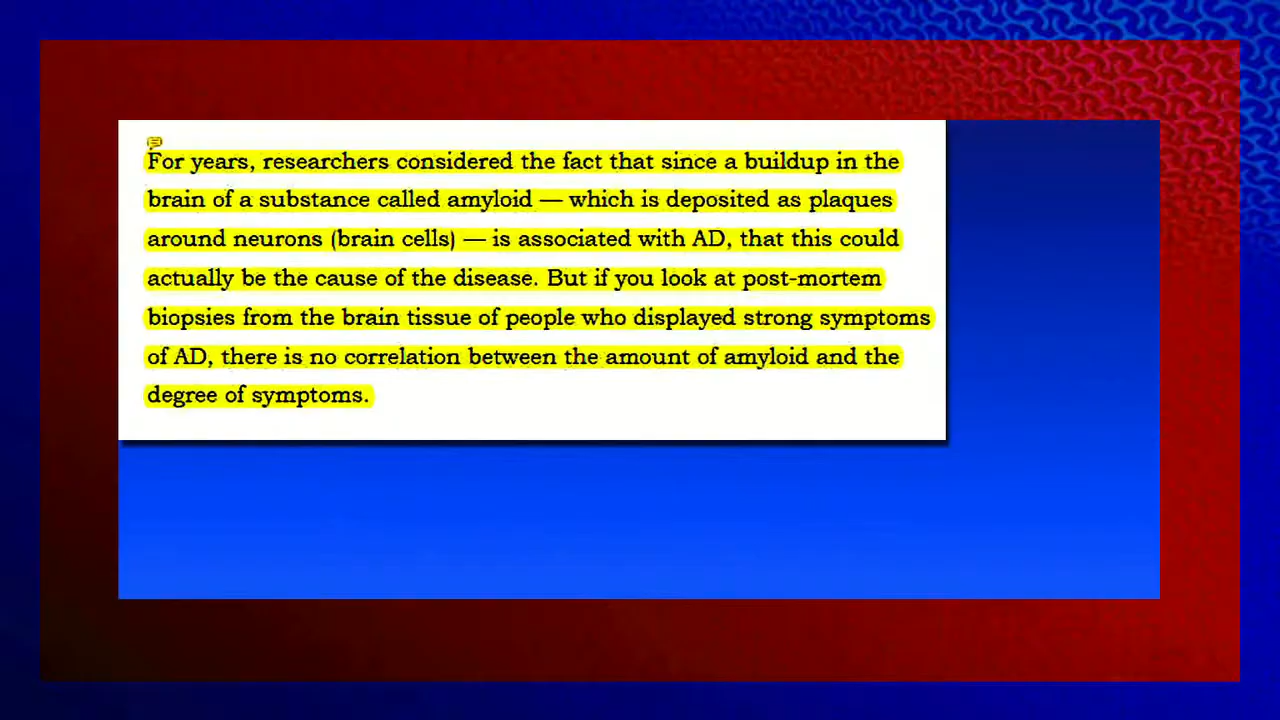 For years, researchers considered the fact that since a buildup in the
brain of a substance called amyloid — which is deposited as plaques
around neurons (brain cells) — is associated with AD, that this could
actually be the cause of the disease. But if you look at post-mortem
biopsies from the brain tissue of people who displayed strong symptoms
of AD, there is no correlation between the amount of amyloid and the
degree of symptoms.